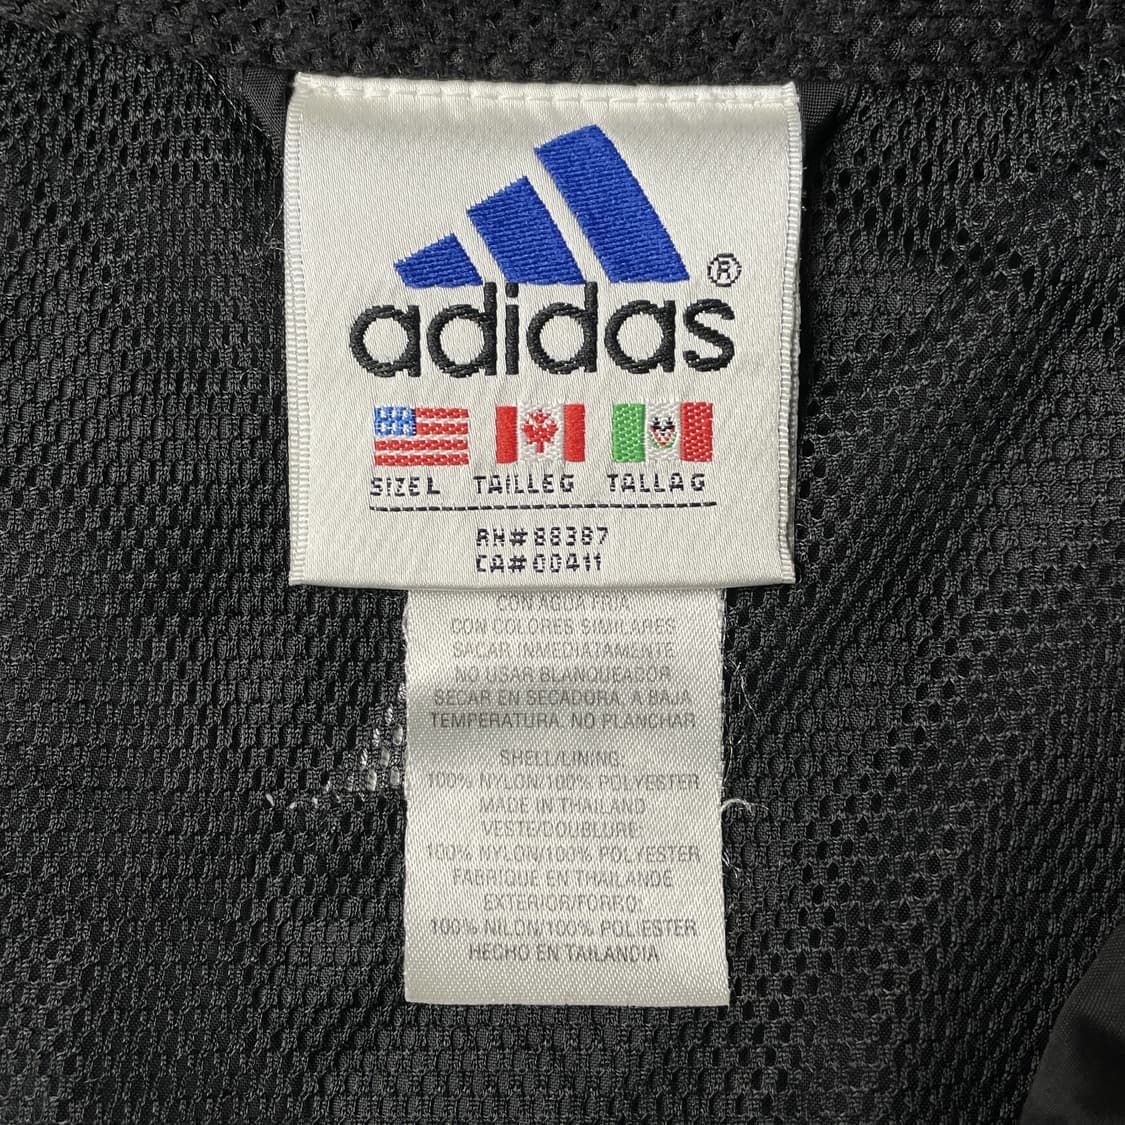 adidas®
SIZE L TAILLE G TALLA G
RN#88387
CA#00411
CON AGUA FRIA
CON COLORES SIMILARES
SACAR INMEDIATAMENTE
NO USAR BLANQUEADOR
SECAR EN SECADORA, A BAJA
TEMPERATURA. NO PLANCHAR
SHELL/LINING:
100% NYLON/100% POLYESTER
MADE IN THAILAND
VESTE/DOUBLURE:
100% NYLON/100% POLYESTER
FABRIQUE EN THAILANDE
EXTERIOR/FORRO:
100% NILON/100% POLIESTER
HECHO EN TAILANDIA